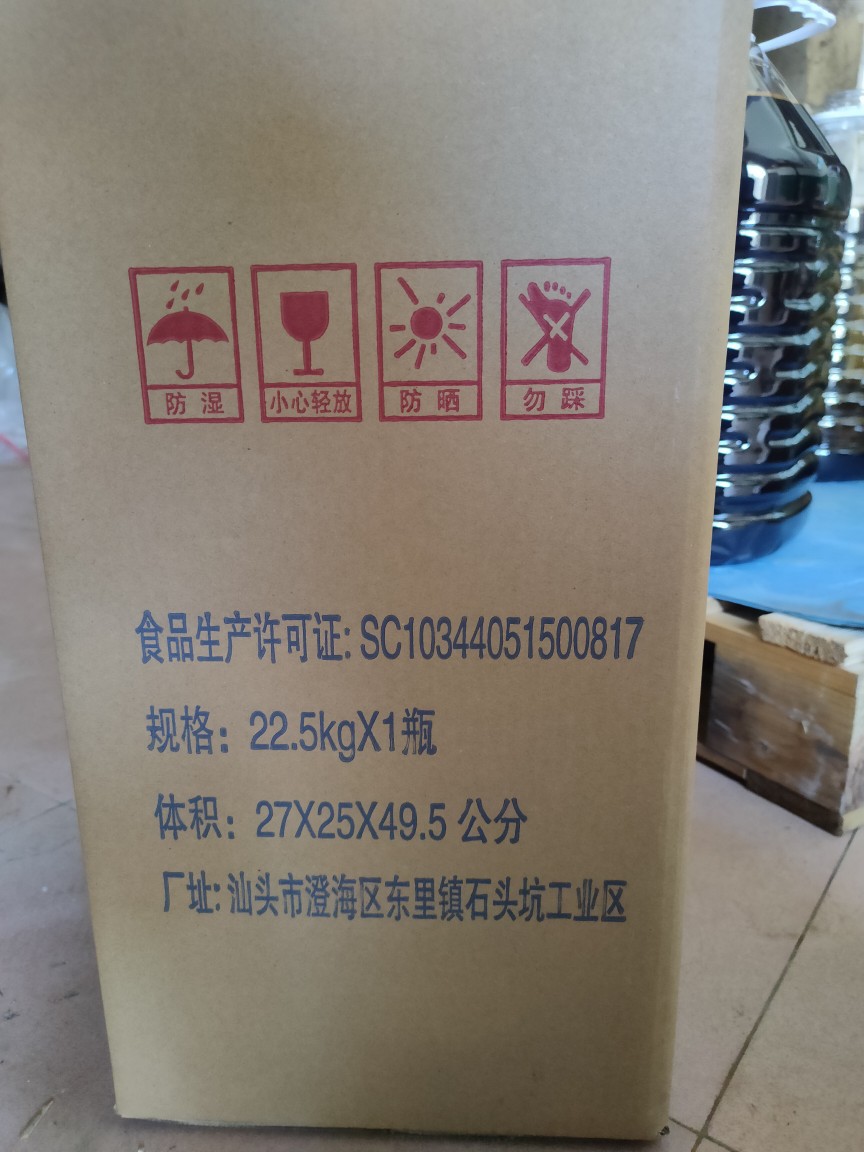 防湿 小心轻放 防晒 勿踩
食品生产许可证: SC10344051500817
规格: 22.5kgX1瓶
体积: 27X25X49.5 公分
厂址: 汕头市澄海区东里镇石头坑工业区